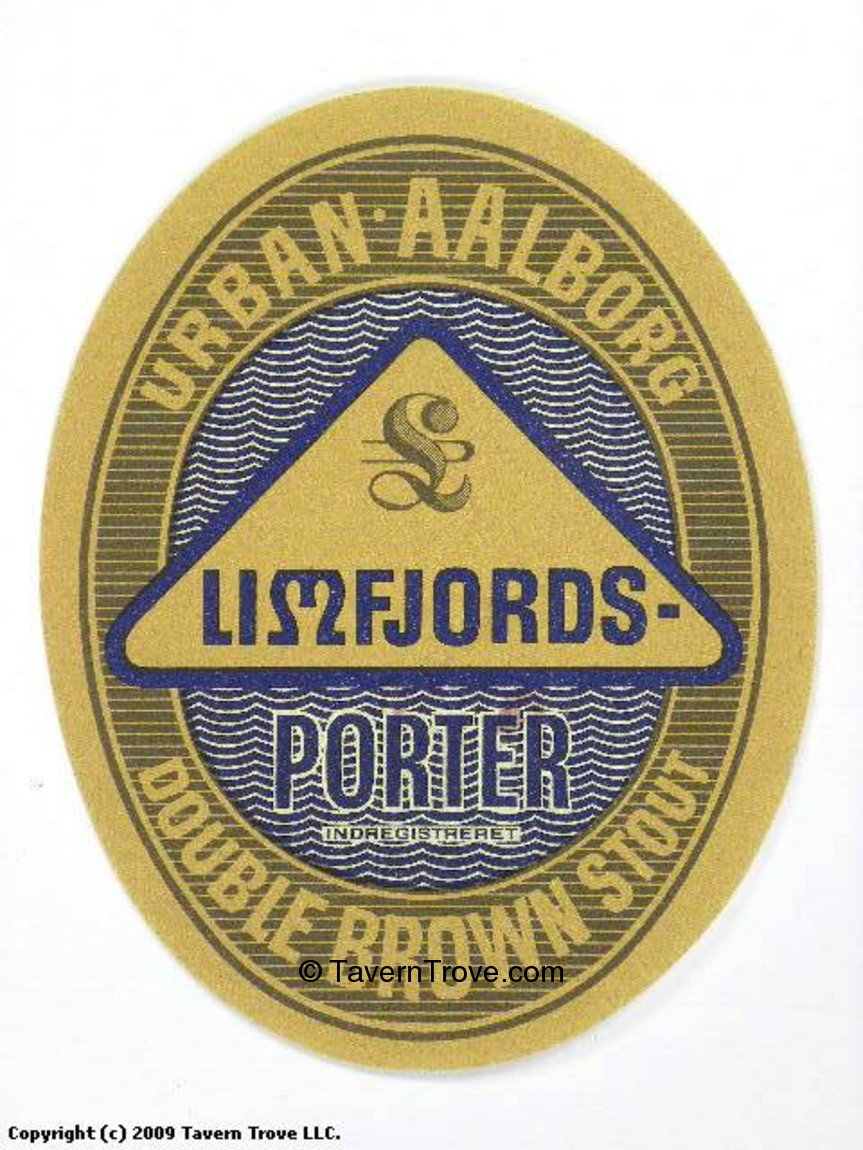 URBAN·AALBORG
L
LIMFJORDS-
PORTER
INDREGISTRERET
DOUBLE BROWN STOUT
© TavernTrove.com
Copyright (c) 2009 Tavern Trove LLC.